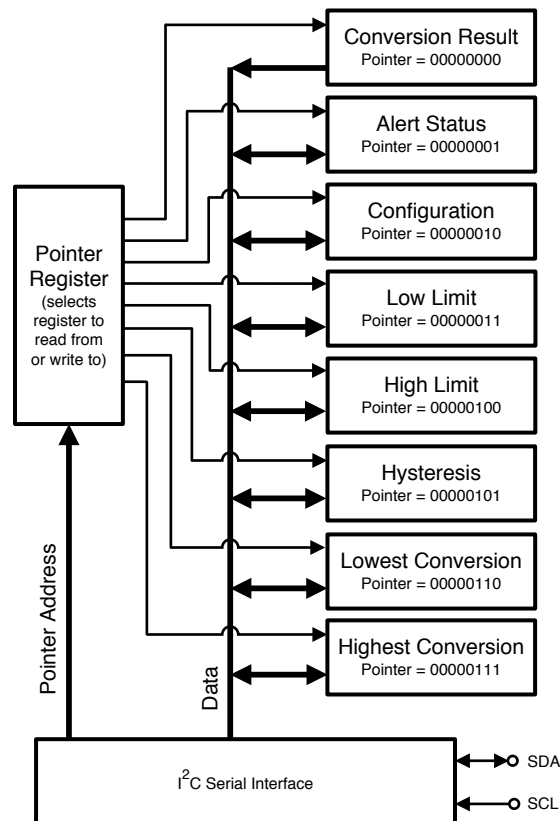 Conversion Result
Pointer = 00000000
Alert Status
Pointer = 00000001
Configuration
Pointer = 00000010
Low Limit
Pointer = 00000011
High Limit
Pointer = 00000100
Hysteresis
Pointer = 00000101
Lowest Conversion
Pointer = 00000110
Highest Conversion
Pointer = 00000111
Pointer
Register
(selects
register to
read from
or write to)
Pointer Address
Data
I²C Serial Interface
SDA
SCL